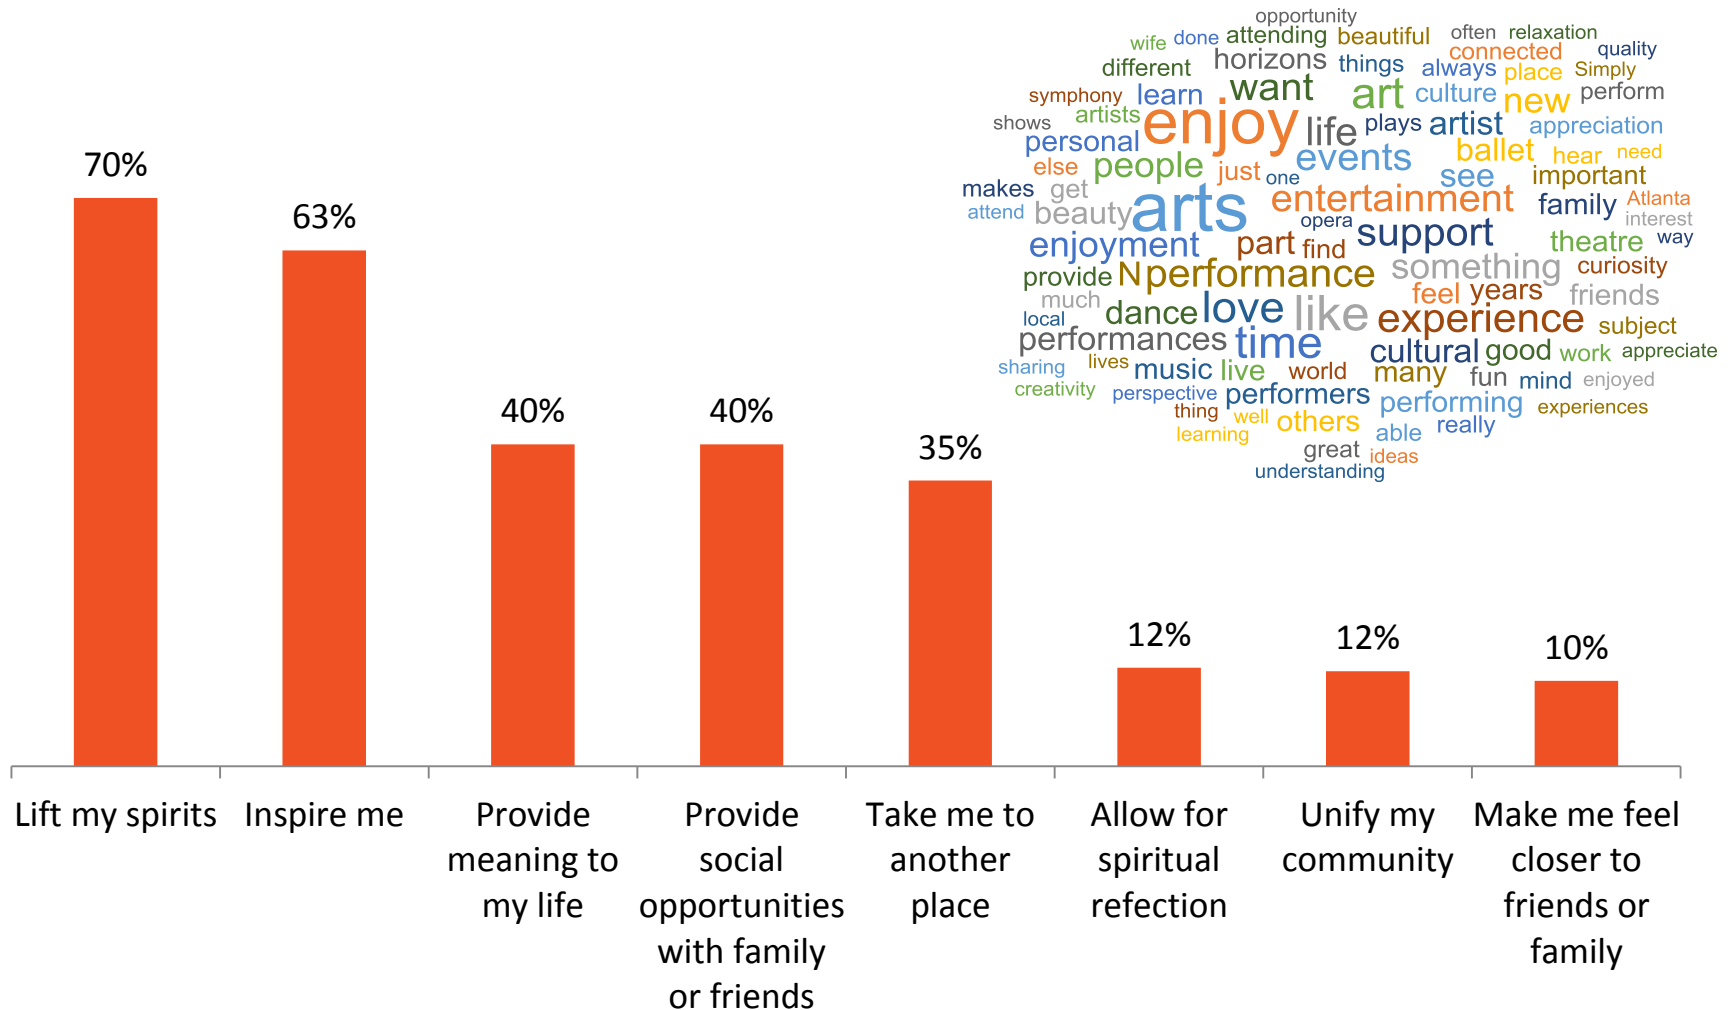 opportunity
wife done attending beautiful often relaxation
different horizons things connected quality
always place Simply
symphony learn want art culture new perform
shows artists enjoy life plays artist appreciation
personal events ballet hear need
else people just one see important
makes get entertainment family Atlanta
attend beauty arts opera support interest
enjoyment part find theatre way
provide N performance something curiosity
much feel years friends
local dance love like experience subject
performances time cultural good work appreciate
sharing lives music live world many fun mind enjoyed
creativity perspective performers performing experiences
thing well others able really
learning great ideas
understanding
70%
63%
40%
40%
35%
12%
12%
10%
Lift my spirits
Inspire me
Provide
meaning to
my life
Provide
social
opportunities
with family
or friends
Take me to
another
place
Allow for
spiritual
refection
Unify my
community
Make me feel
closer to
friends or
family